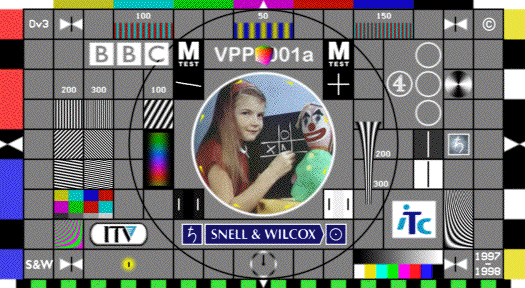 0v3
100
50
150
©
BBC
M
TEST
VPP 001a
M
TEST
200
300
100
4
200
300
ITV
SNELL & WILCOX
iTc
S&W
1997
-
1998